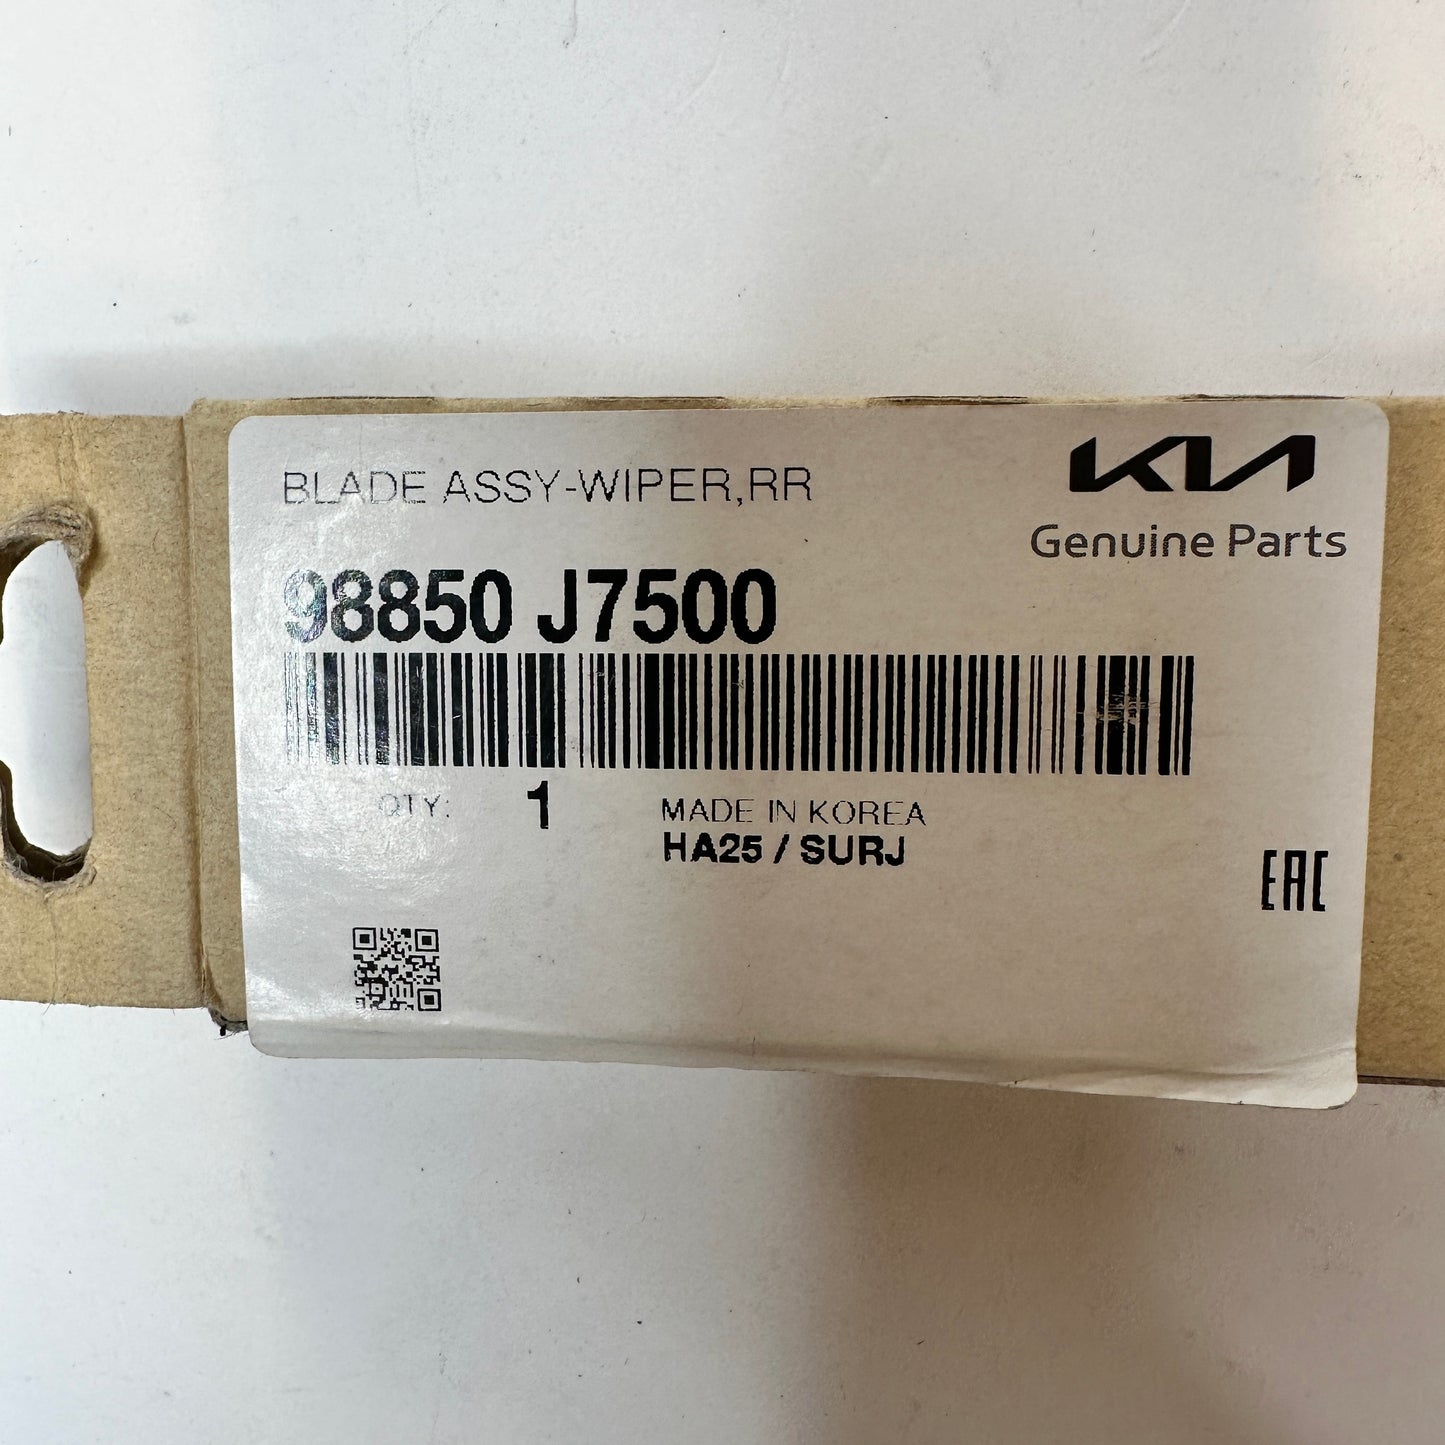 BLADE ASSY-WIPER,RR
KIA
Genuine Parts
98850 J7500
QTY: 1
MADE IN KOREA
HA25 / SURJ
EAC